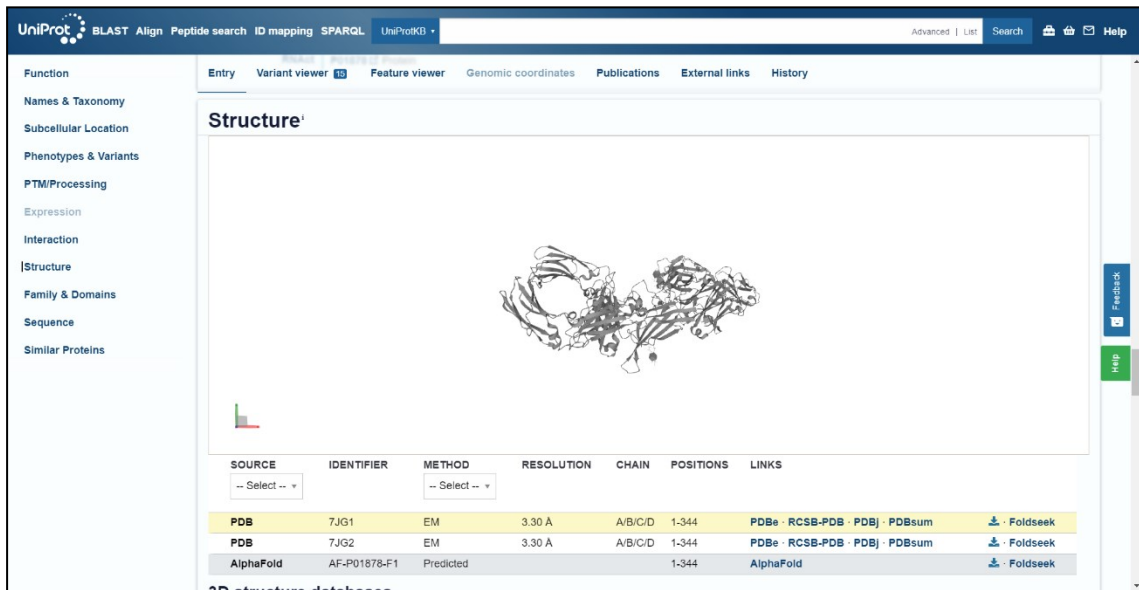 UniProt BLAST Align Peptide search ID mapping SPARQL UniProtKB Advanced | List Search Help
Function
Names & Taxonomy
Subcellular Location
Phenotypes & Variants
PTM/Processing
Expression
Interaction
Structure
Family & Domains
Sequence
Similar Proteins
Entry Variant viewer 15 Feature viewer Genomic coordinates Publications External links History
Structure i
SOURCE IDENTIFIER METHOD RESOLUTION CHAIN POSITIONS LINKS
-- Select -- -- Select --
PDB 7JG1 EM 3.30 Å A/B/C/D 1-344 PDBe · RCSB-PDB · PDBj · PDBsum · Foldseek
PDB 7JG2 EM 3.30 Å A/B/C/D 1-344 PDBe · RCSB-PDB · PDBj · PDBsum · Foldseek
AlphaFold AF-P01878-F1 Predicted 1-344 AlphaFold · Foldseek
3D structure databases
Feedback
Help